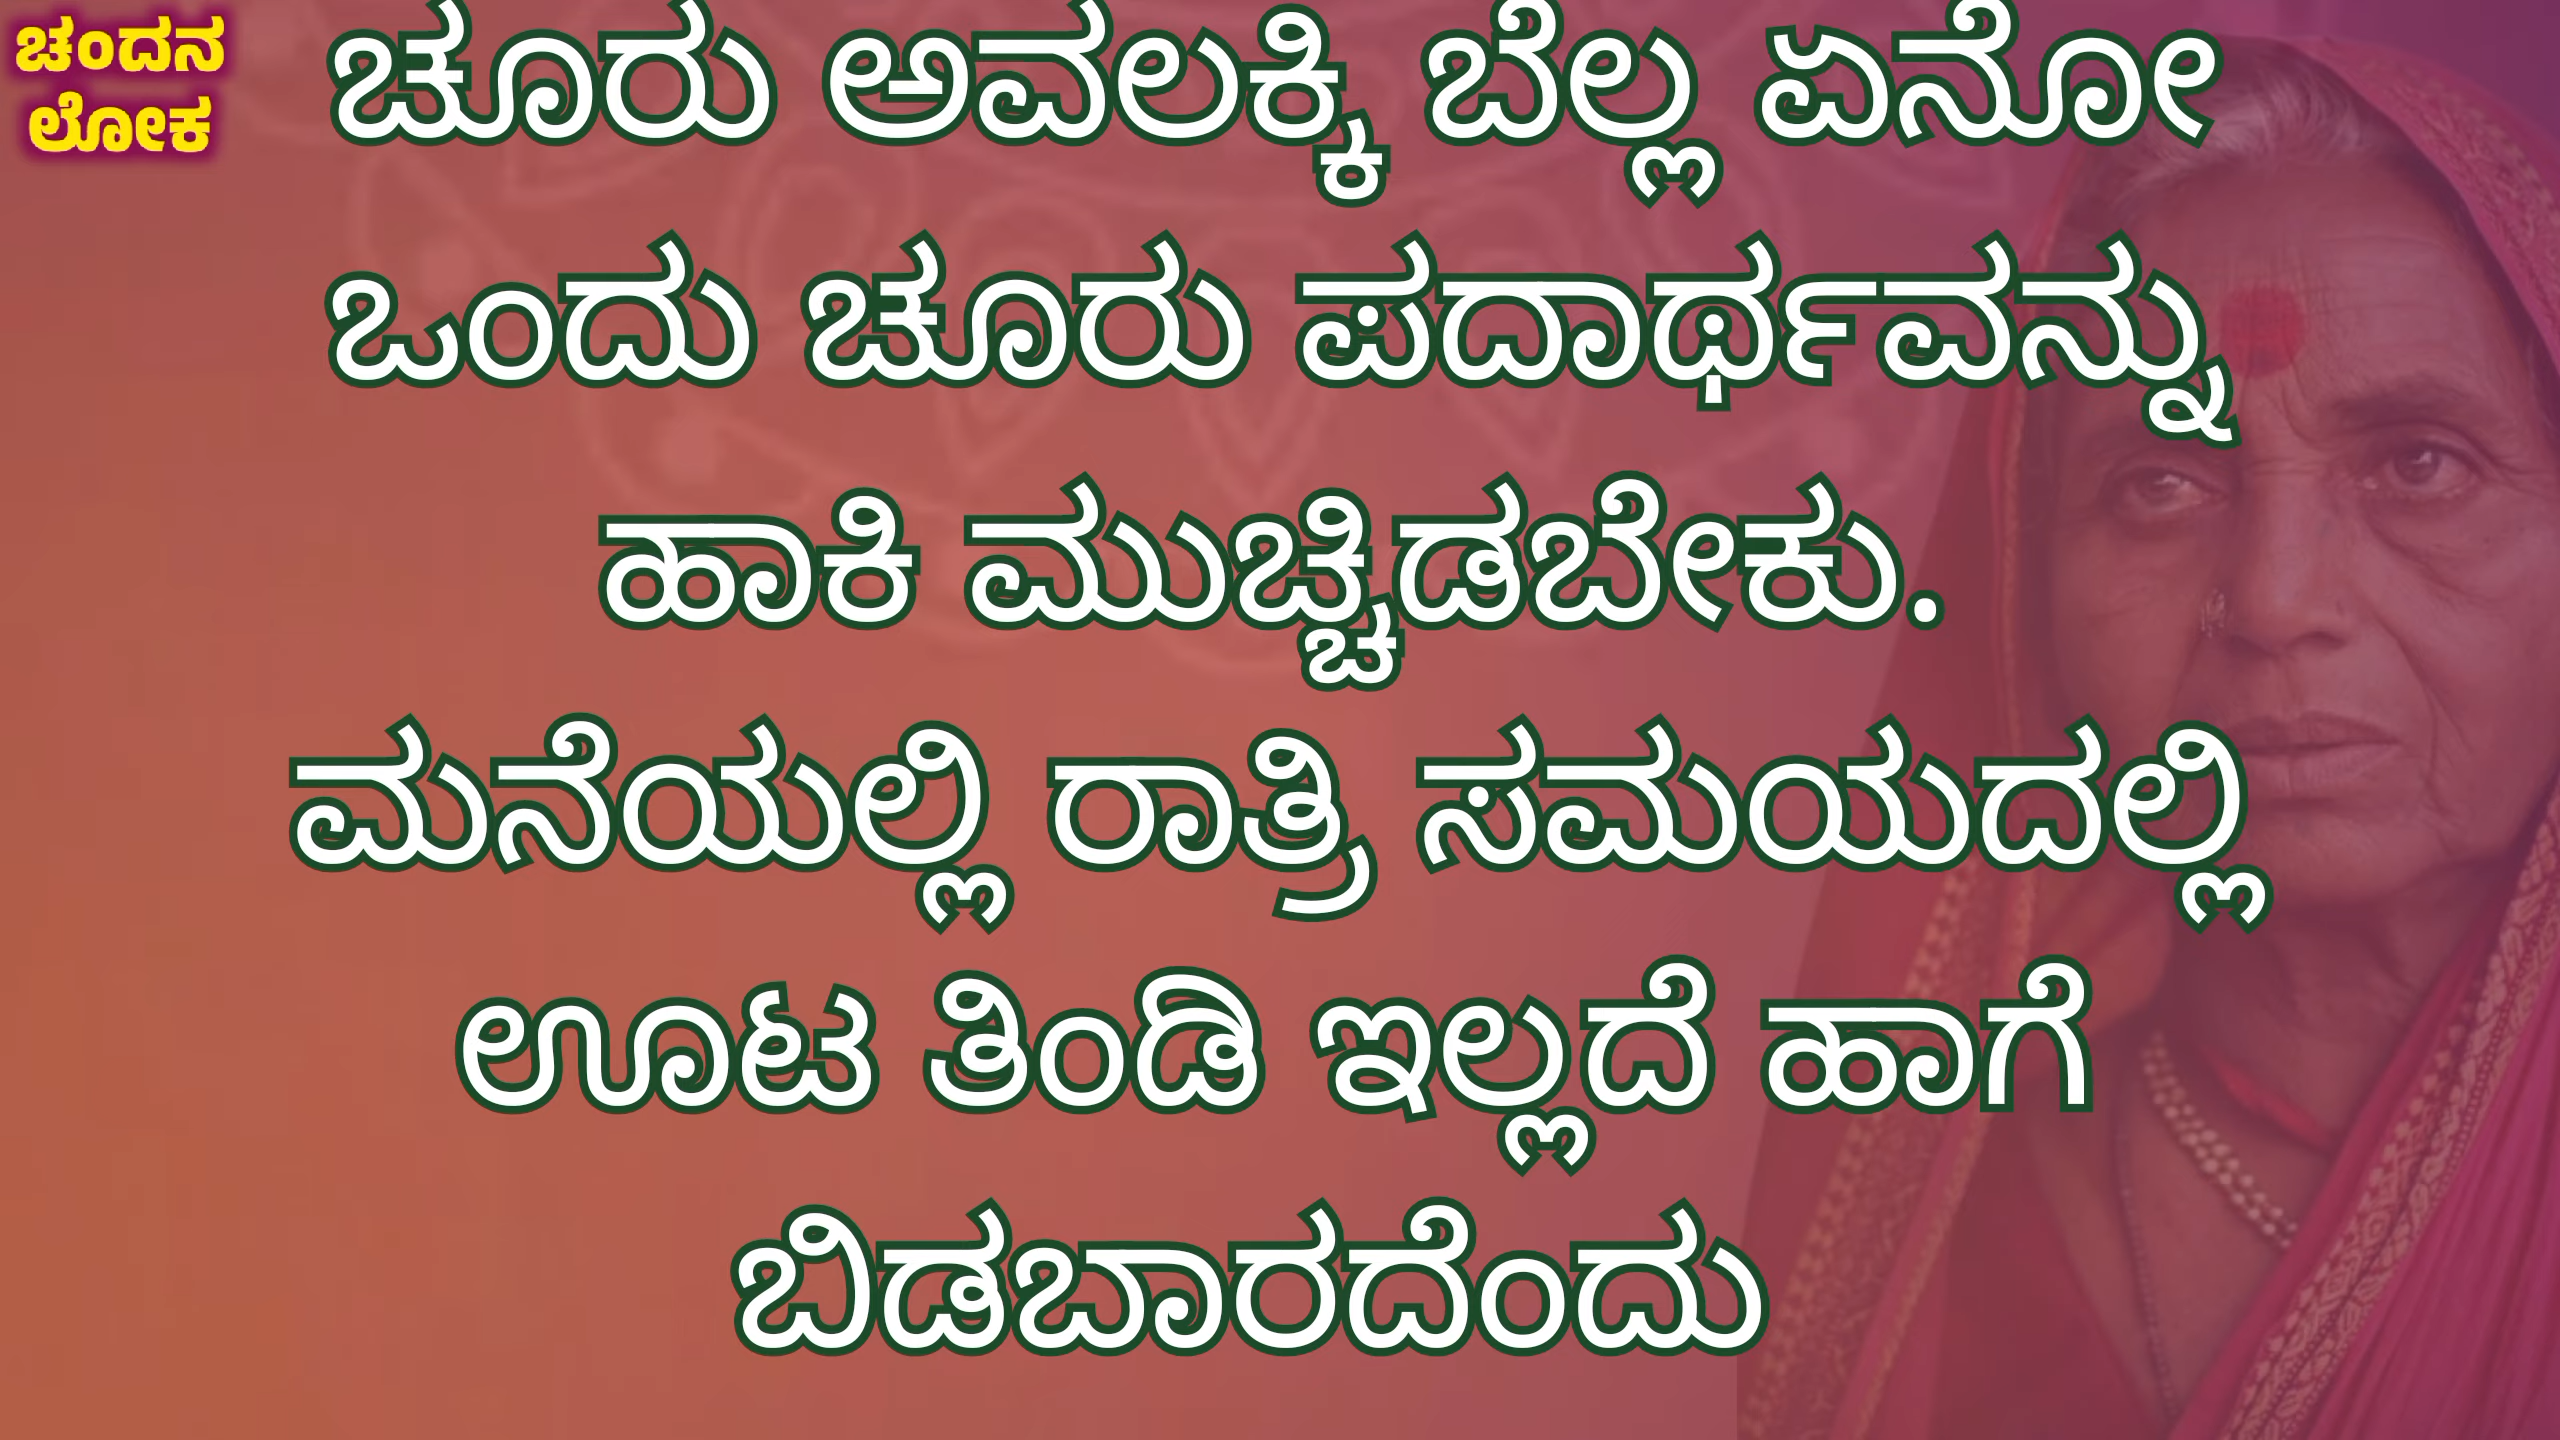 ಚಂದನ
ಲೋಕ
ಚೂರು ಅವಲಕ್ಕಿ ಬೆಲ್ಲ ಏನೋ
ಒಂದು ಚೂರು ಪದಾರ್ಥವನ್ನು
ಹಾಕಿ ಮುಚ್ಚಿಡಬೇಕು.
ಮನೆಯಲ್ಲಿ ರಾತ್ರಿ ಸಮಯದಲ್ಲಿ
ಊಟ ತಿಂಡಿ ಇಲ್ಲದೆ ಹಾಗೆ
ಬಿಡಬಾರದೆಂದು